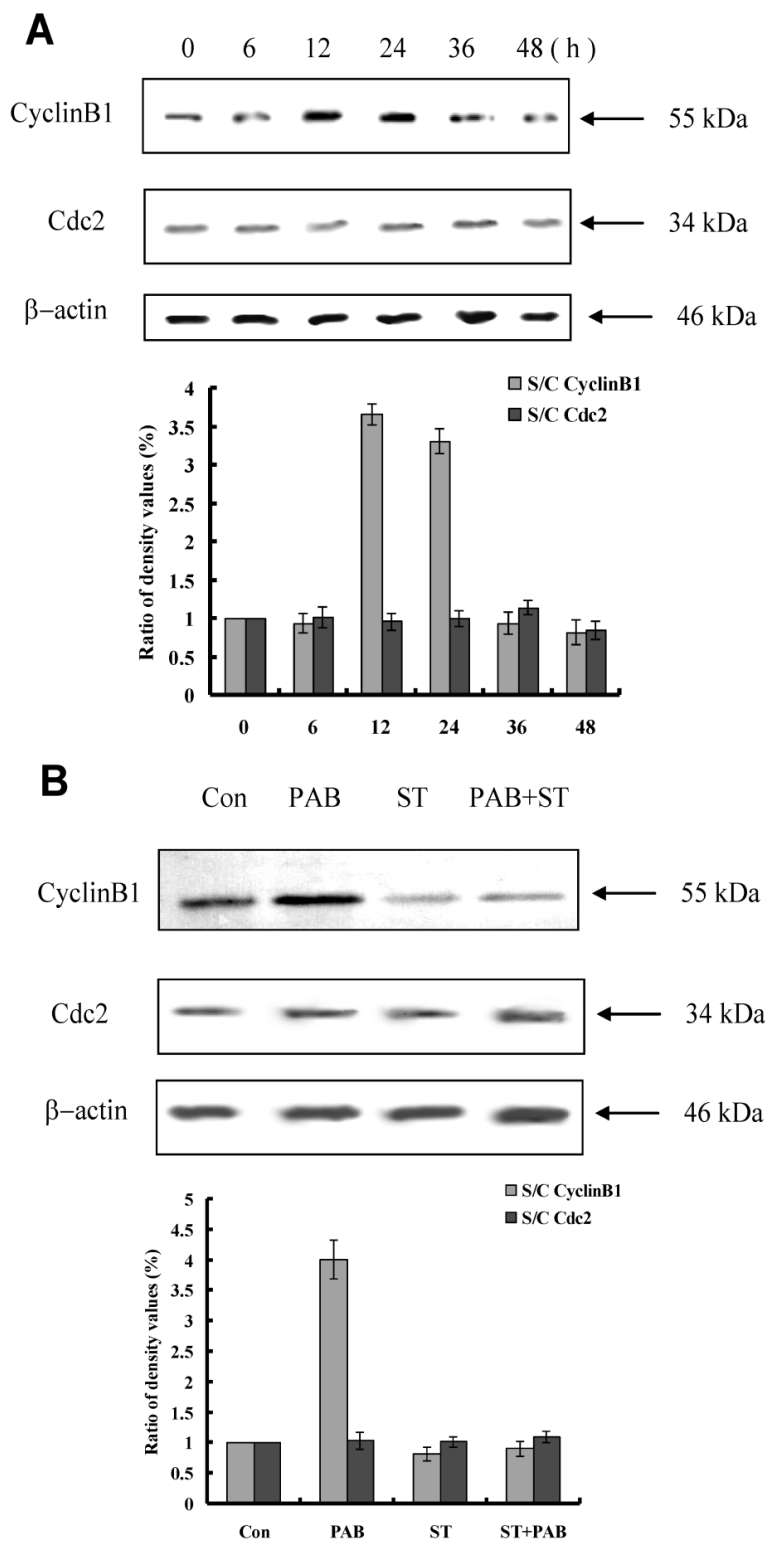 A
0 6 12 24 36 48 ( h )
CyclinB1 55 kDa
Cdc2 34 kDa
β−actin 46 kDa
S/C CyclinB1
S/C Cdc2
Ratio of density values (%)
4
3.5
3
2.5
2
1.5
1
0.5
0
0 6 12 24 36 48
B
Con PAB ST PAB+ST
CyclinB1 55 kDa
Cdc2 34 kDa
β−actin 46 kDa
S/C CyclinB1
S/C Cdc2
Ratio of density values (%)
5
4.5
4
3.5
3
2.5
2
1.5
1
0.5
0
Con PAB ST ST+PAB